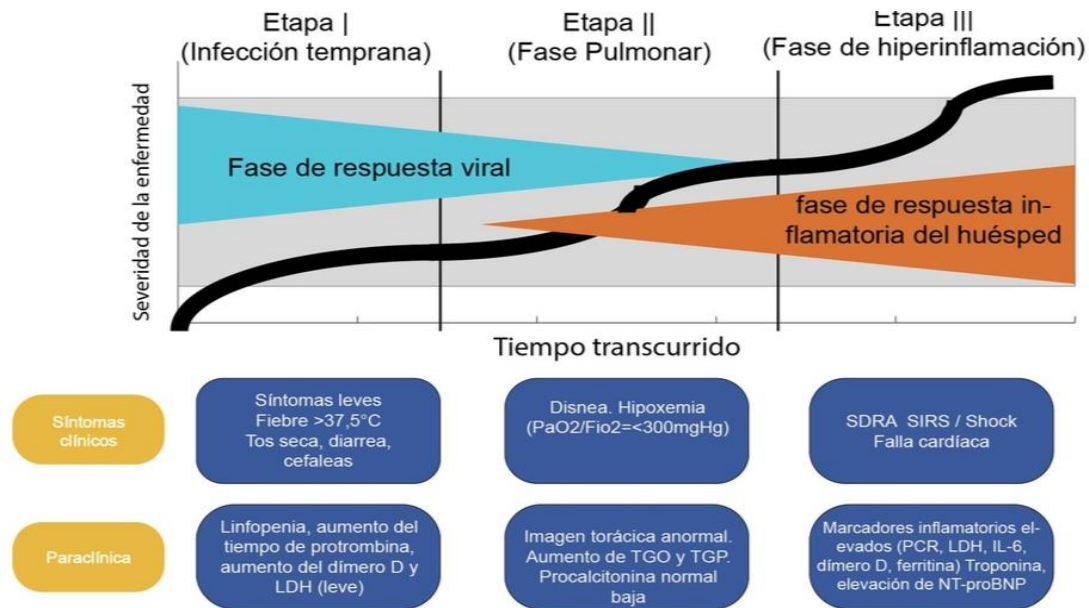 Etapa |
(Infección temprana)
Etapa ||
(Fase Pulmonar)
Etapa |||
(Fase de hiperinflamación)
Severidad de la enfermedad
Fase de respuesta viral
fase de respuesta in-
flamatoria del huésped
Tiempo transcurrido
Síntomas
clínicos
Síntomas leves
Fiebre >37,5°C
Tos seca, diarrea,
cefaleas
Disnea. Hipoxemia
(PaO2/Fio2=<300mgHg)
SDRA SIRS / Shock
Falla cardíaca
Paraclínica
Linfopenia, aumento del
tiempo de protrombina,
aumento del dímero D y
LDH (leve)
Imagen torácica anormal.
Aumento de TGO y TGP.
Procalcitonina normal
baja
Marcadores inflamatorios el-
evados (PCR, LDH, IL-6,
dímero D, ferritina) Troponina,
elevación de NT-proBNP